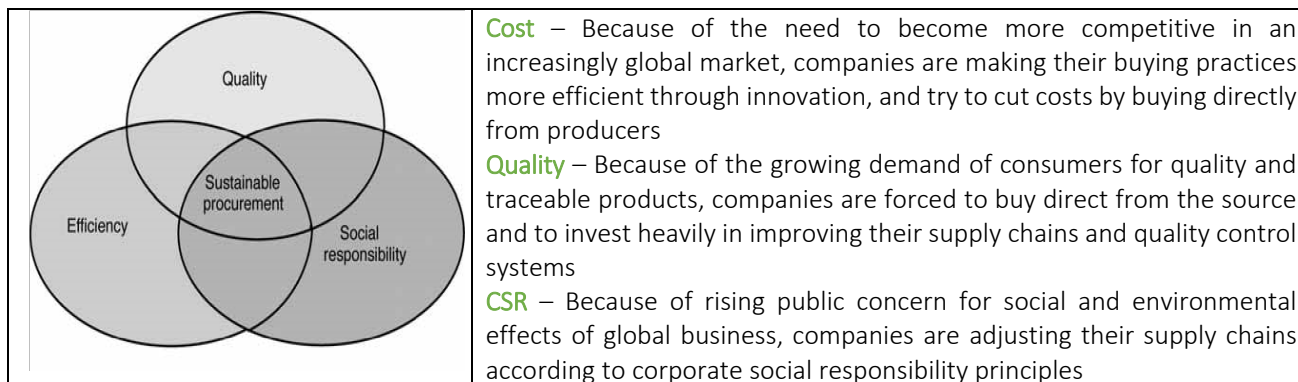 Quality
Sustainable
procurement
Efficiency
Social
responsibility
Cost – Because of the need to become more competitive in an
increasingly global market, companies are making their buying practices
more efficient through innovation, and try to cut costs by buying directly
from producers
Quality – Because of the growing demand of consumers for quality and
traceable products, companies are forced to buy direct from the source
and to invest heavily in improving their supply chains and quality control
systems
CSR – Because of rising public concern for social and environmental
effects of global business, companies are adjusting their supply chains
according to corporate social responsibility principles